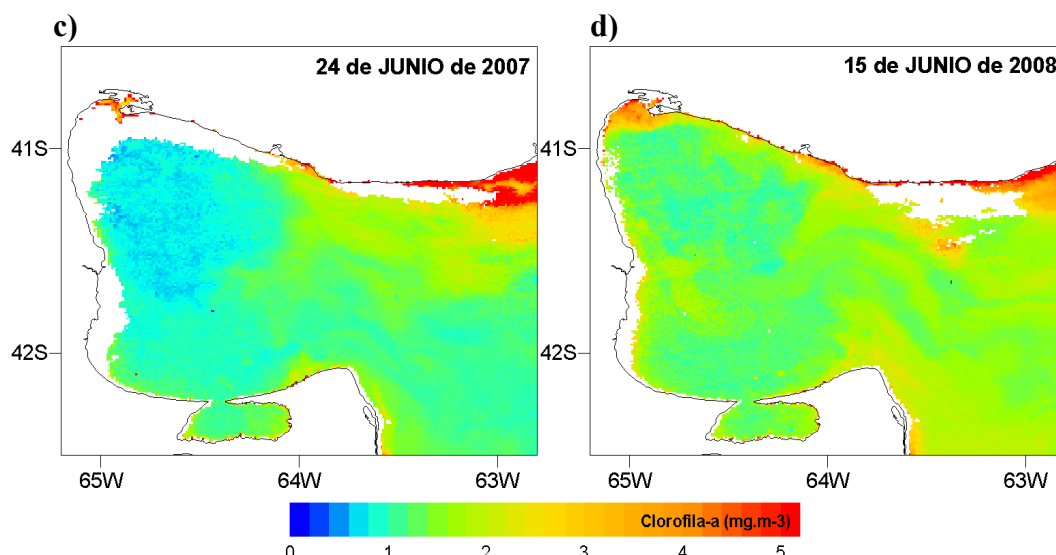 c)
d)
24 de JUNIO de 2007
15 de JUNIO de 2008
41S
42S
41S
42S
65W 64W 63W
65W 64W 63W
Clorofila-a (mg.m-3)
0 1 2 3 4 5